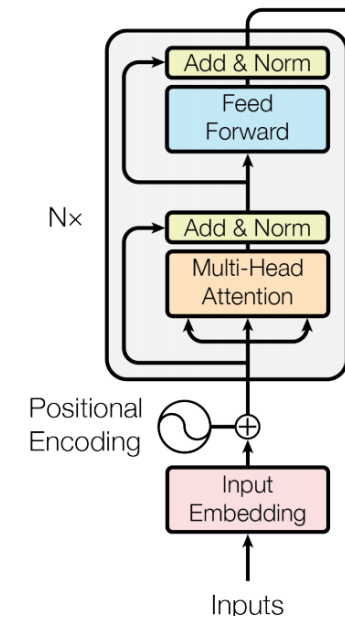 Add & Norm
Feed
Forward
N×
Add & Norm
Multi-Head
Attention
Positional
Encoding
Input
Embedding
Inputs